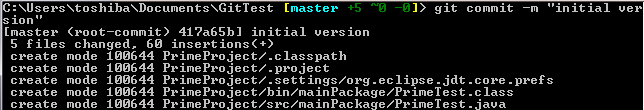 C:\Users\toshiba\Documents\GitTest [master +5 ~0 -0]> git commit -m "initial ver
sion"
[master (root-commit) 417a65b] initial version
 5 files changed, 60 insertions(+)
 create mode 100644 PrimeProject/.classpath
 create mode 100644 PrimeProject/.project
 create mode 100644 PrimeProject/.settings/org.eclipse.jdt.core.prefs
 create mode 100644 PrimeProject/bin/mainPackage/PrimeTest.class
 create mode 100644 PrimeProject/src/mainPackage/PrimeTest.java